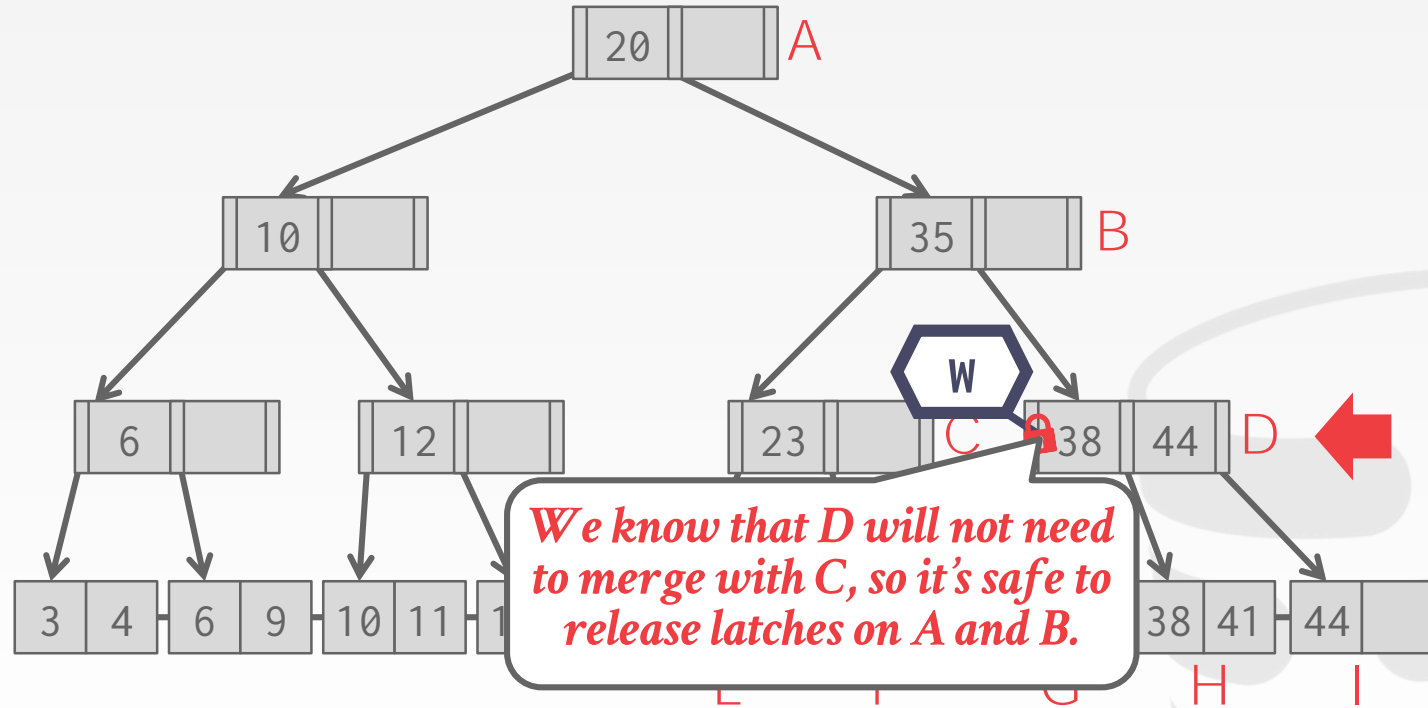 20 A
10 35 B
W
6 12 23 C 38 44 D
We know that D will not need
to merge with C, so it's safe to
release latches on A and B.
3 4 6 9 10 11 38 41 44
H I